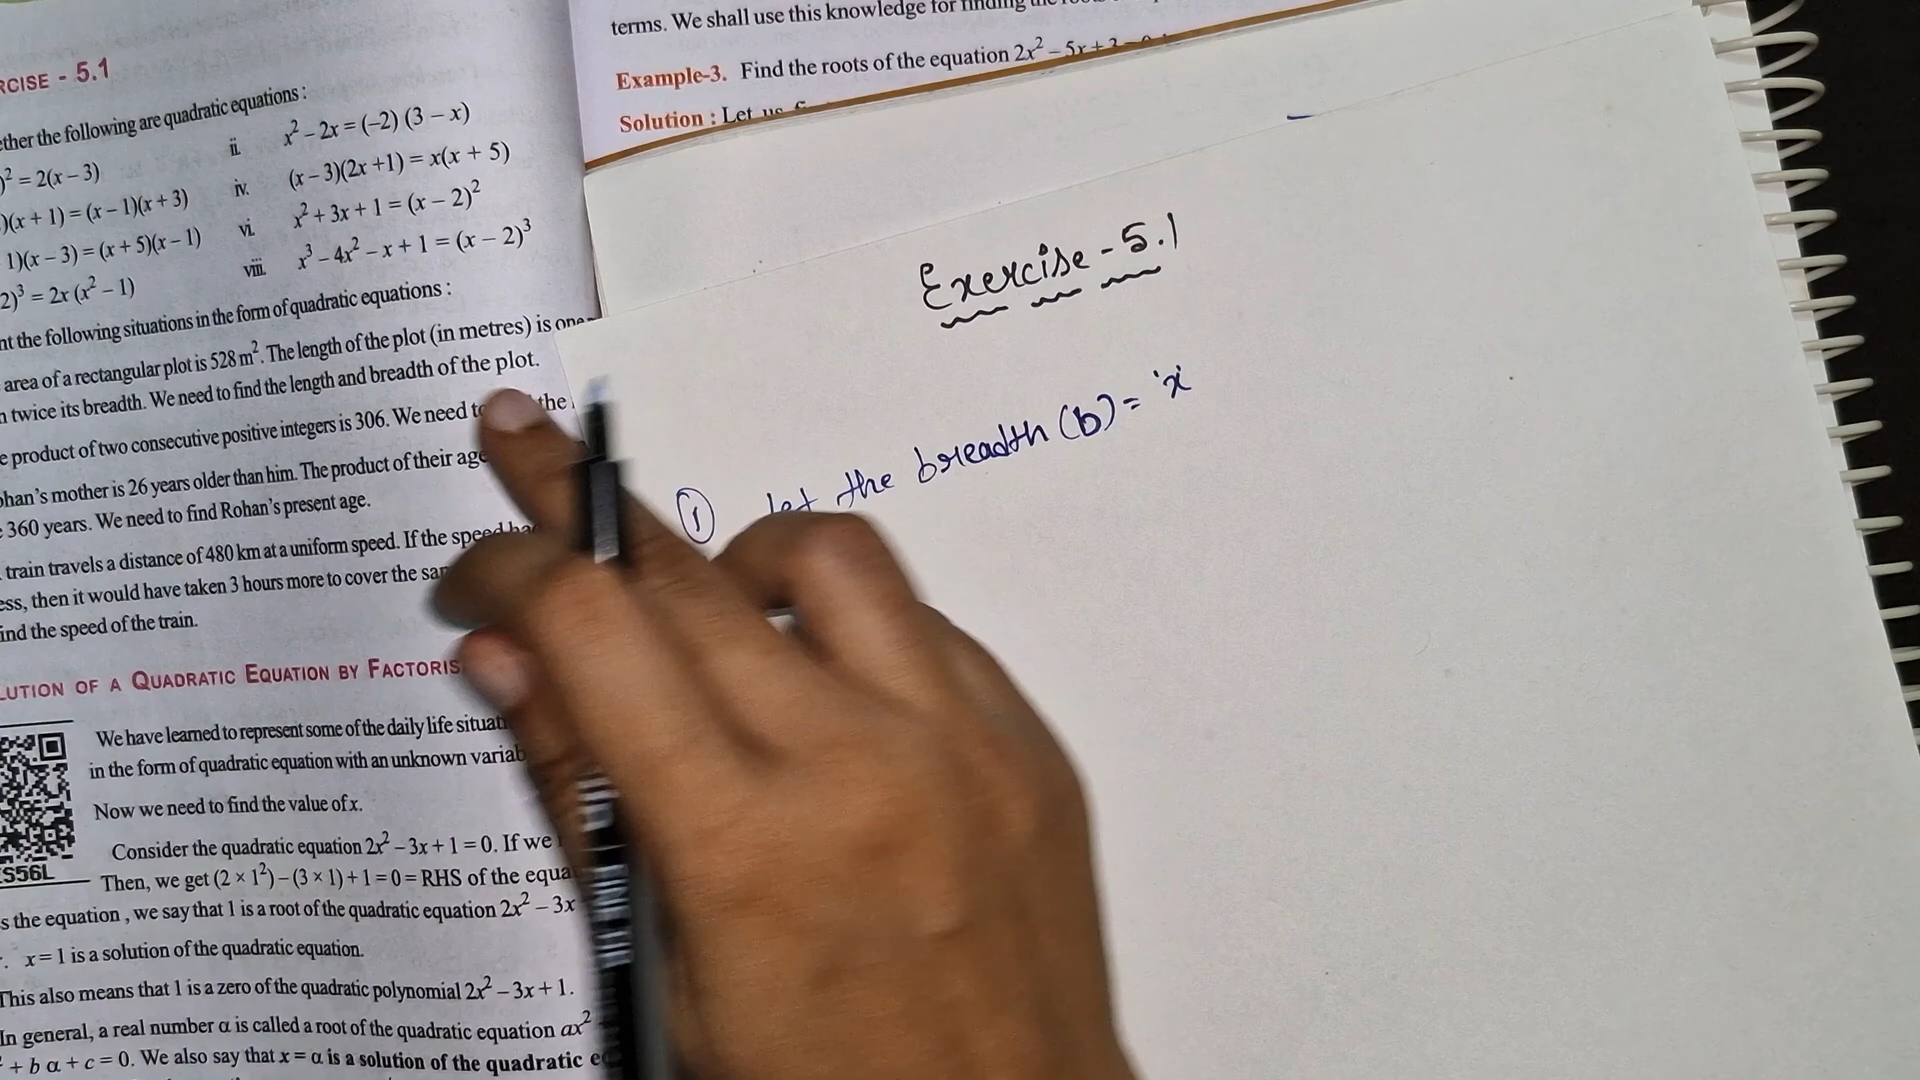 RCISE - 5.1
ther the following are quadratic equations :
)² = 2(x – 3)
ii. x² – 2x = (–2) (3 – x)
)(x + 1) = (x – 1)(x + 3)
iv. (x – 3)(2x +1) = x(x + 5)
1)(x – 3) = (x + 5)(x – 1)
vi. x² + 3x + 1 = (x – 2)²
2)³ = 2x (x² – 1)
viii. x³ – 4x² – x + 1 = (x – 2)³
nt the following situations in the form of quadratic equations :
area of a rectangular plot is 528 m². The length of the plot (in metres) is one
n twice its breadth. We need to find the length and breadth of the plot.
e product of two consecutive positive integers is 306. We need to the
ohan's mother is 26 years older than him. The product of their age
360 years. We need to find Rohan's present age.
train travels a distance of 480 km at a uniform speed. If the speed ha
ess, then it would have taken 3 hours more to cover the sa
ind the speed of the train.
LUTION OF A QUADRATIC EQUATION BY FACTORIS
We have learned to represent some of the daily life situat
in the form of quadratic equation with an unknown variab
Now we need to find the value of x.
Consider the quadratic equation 2x² – 3x + 1 = 0. If we
S56L
Then, we get (2 × 1²) – (3 × 1) + 1 = 0 = RHS of the equa
s the equation , we say that 1 is a root of the quadratic equation 2x² – 3x
x = 1 is a solution of the quadratic equation.
This also means that 1 is a zero of the quadratic polynomial 2x² – 3x + 1.
In general, a real number α is called a root of the quadratic equation ax²
+ b α + c = 0. We also say that x = α is a solution of the quadratic e
terms. We shall use this knowledge for finding the
Example-3. Find the roots of the equation 2x² – 5x + 3
Solution : Let us
Exercise - 5.1
① let the breadth (b) = 'x'